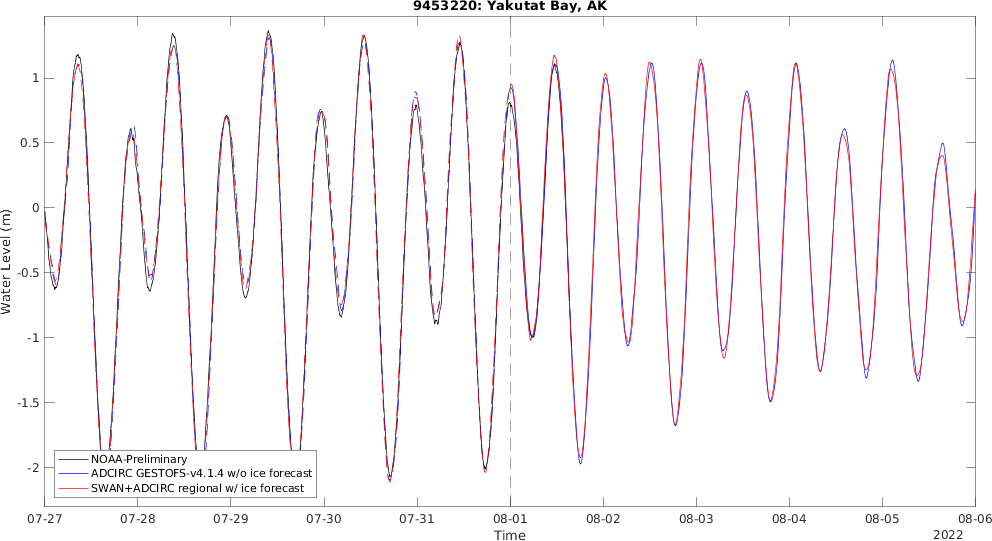 9453220: Yakutat Bay, AK
Water Level (m)
1
0.5
0
-0.5
-1
-1.5
-2
NOAA-Preliminary
ADCIRC GESTOFS-v4.1.4 w/o ice forecast
SWAN+ADCIRC regional w/ ice forecast
07-27 07-28 07-29 07-30 07-31 08-01 08-02 08-03 08-04 08-05 08-06
Time
2022